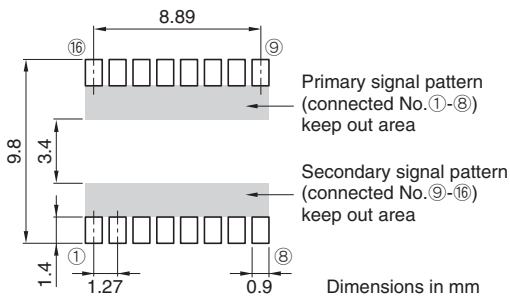 8.89
⑯ ⑨
Primary signal pattern
(connected No.①-⑧)
keep out area
9.8
3.4
Secondary signal pattern
(connected No.⑨-⑯)
keep out area
① ⑧
1.4
1.27 0.9 Dimensions in mm